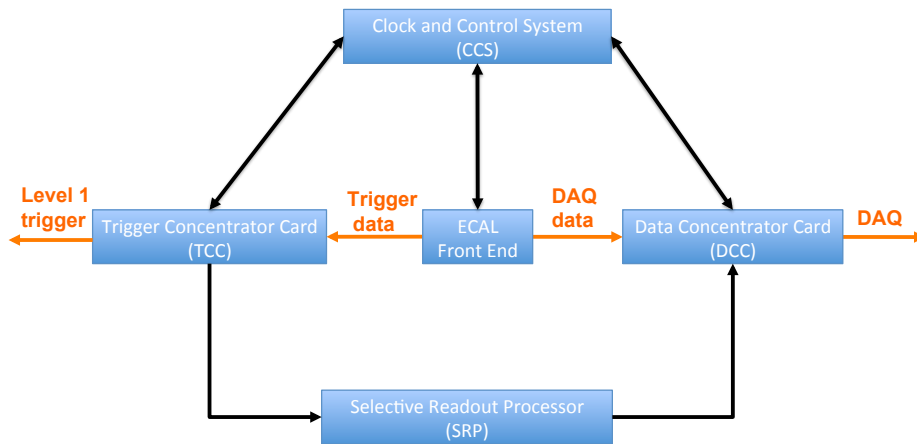 Clock and Control System
(CCS)
Level 1
trigger
Trigger Concentrator Card
(TCC)
Trigger
data
ECAL
Front End
DAQ
data
Data Concentrator Card
(DCC)
DAQ
Selective Readout Processor
(SRP)